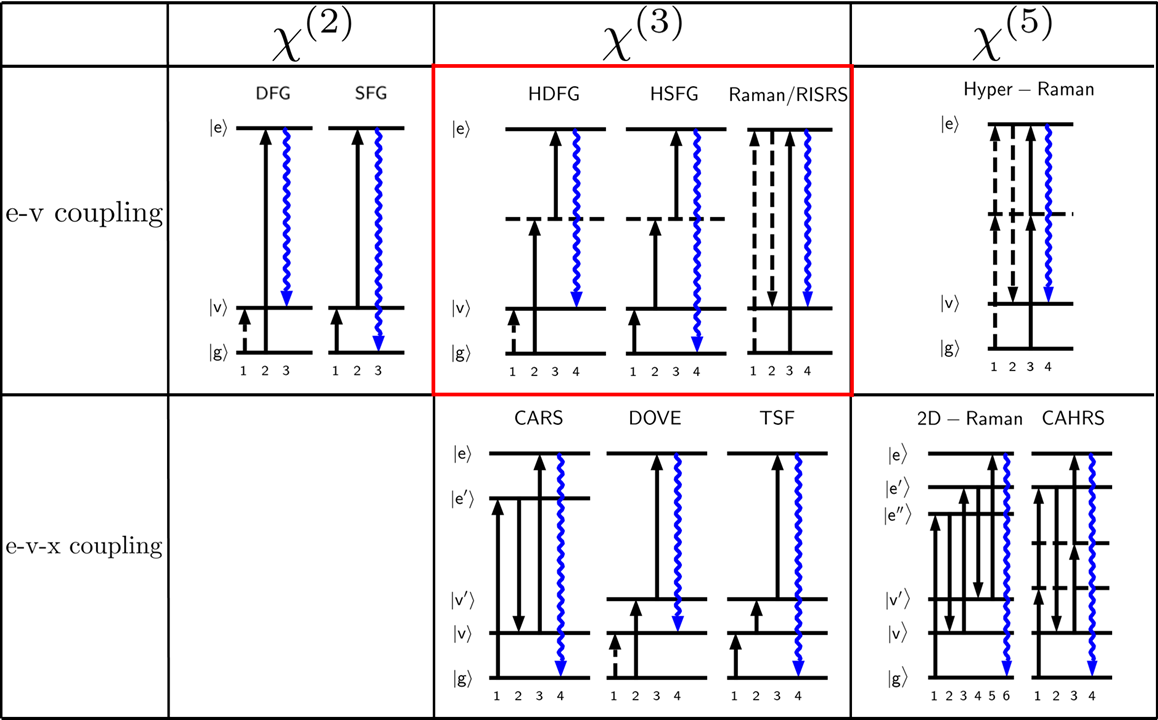 χ(2) χ(3) χ(5)
e-v coupling
DFG SFG
|e⟩
|v⟩
|g⟩
1 2 3 1 2 3
HDFG HSFG Raman/RISRS
|e⟩
|v⟩
|g⟩
1 2 3 4 1 2 3 4 1 2 3 4
Hyper – Raman
|e⟩
|v⟩
|g⟩
1 2 3 4
e-v-x coupling
CARS DOVE TSF
|e⟩
|e′⟩
|v′⟩
|v⟩
|g⟩
1 2 3 4 1 2 3 4 1 2 3 4
2D – Raman CAHRS
|e⟩
|e′⟩
|e″⟩
|v′⟩
|v⟩
|g⟩
1 2 3 4 5 6 1 2 3 4